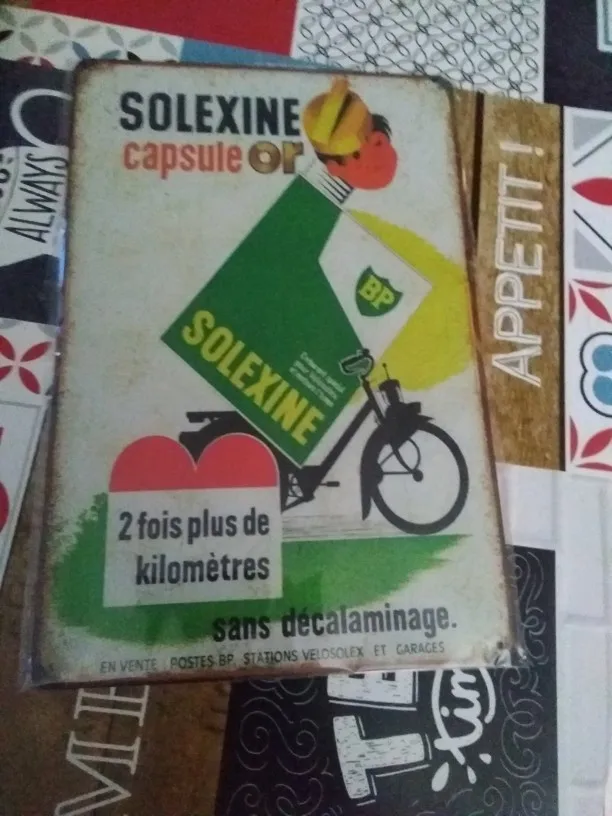 SOLEXINE
capsule or
BP
SOLEXINE
2 fois plus de
kilomètres
sans décalaminage.
EN VENTE POSTES BP. STATIONS VELOSOLEX ET GARAGES
ALWAYS
APPETIT !